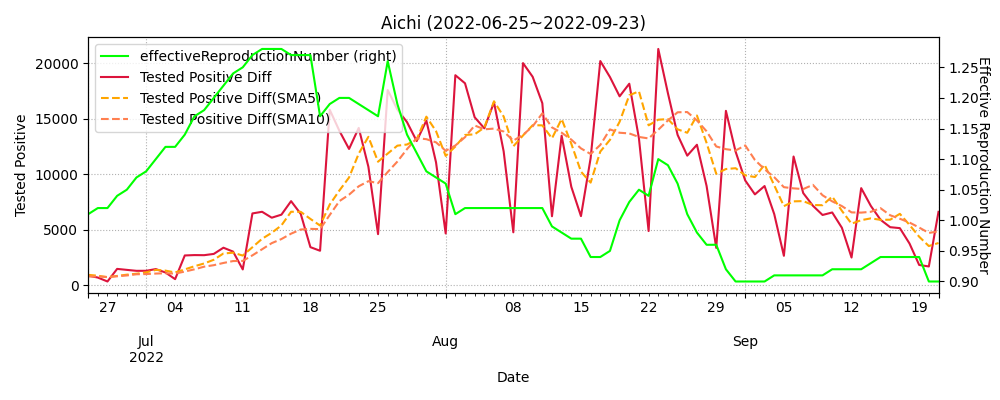 Aichi (2022-06-25~2022-09-23)
effectiveReproductionNumber (right)
Tested Positive Diff
Tested Positive Diff(SMA5)
Tested Positive Diff(SMA10)
Tested Positive
20000
15000
10000
5000
0
Effective Reproduction Number
1.25
1.20
1.15
1.10
1.05
1.00
0.95
0.90
27 04 11 18 25 08 15 22 29 05 12 19
Jul Aug Sep
2022
Date